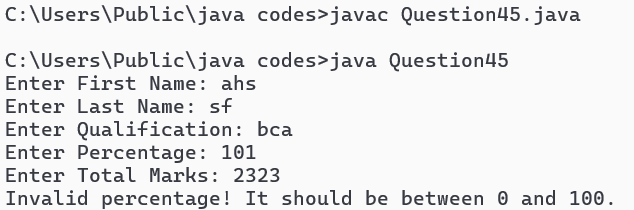 C:\Users\Public\java codes>javac Question45.java
C:\Users\Public\java codes>java Question45
Enter First Name: ahs
Enter Last Name: sf
Enter Qualification: bca
Enter Percentage: 101
Enter Total Marks: 2323
Invalid percentage! It should be between 0 and 100.